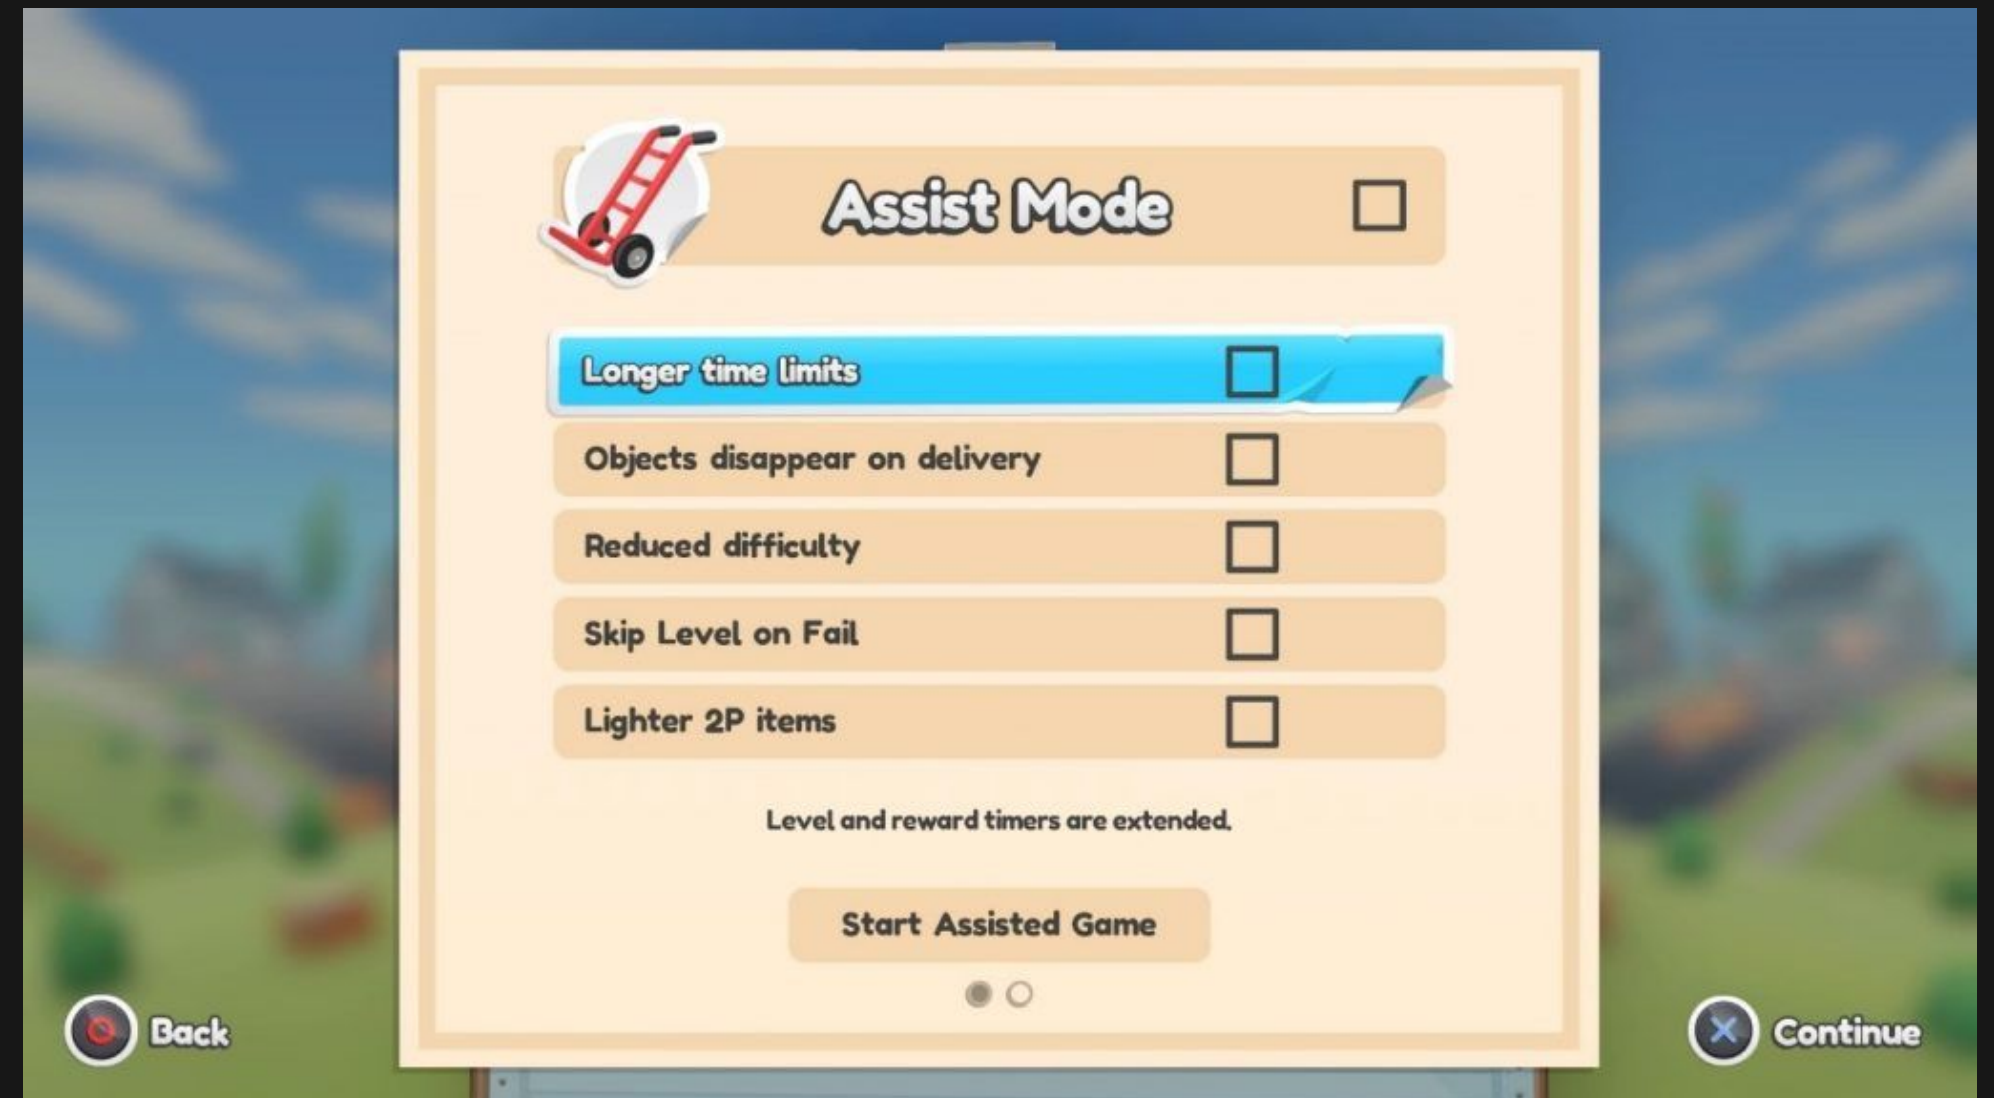 Assist Mode
Longer time limits
Objects disappear on delivery
Reduced difficulty
Skip Level on Fail
Lighter 2P items
Level and reward timers are extended.
Start Assisted Game
Back
Continue